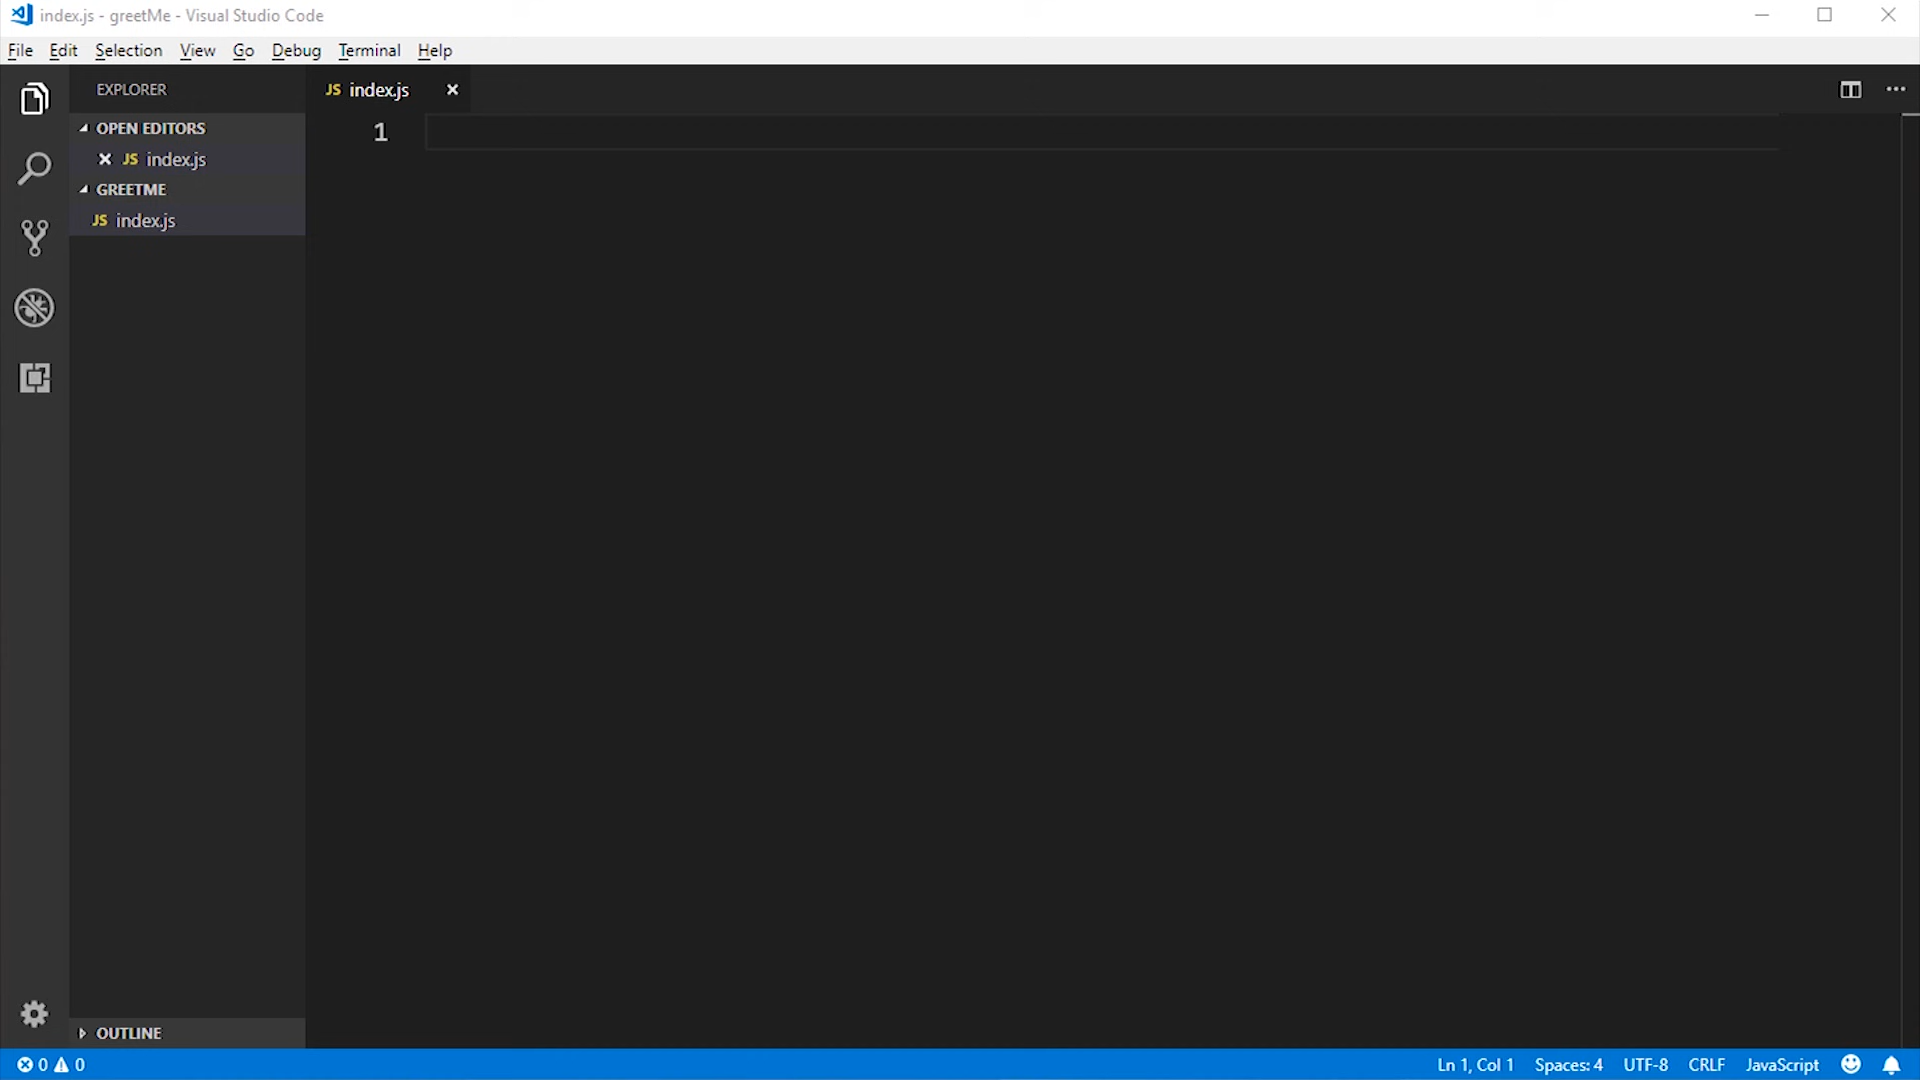 index.js - greetMe - Visual Studio Code
File Edit Selection View Go Debug Terminal Help
EXPLORER
JS index.js
OPEN EDITORS
JS index.js
GREETME
JS index.js
1
OUTLINE
0 0
Ln 1, Col 1 Spaces: 4 UTF-8 CRLF JavaScript